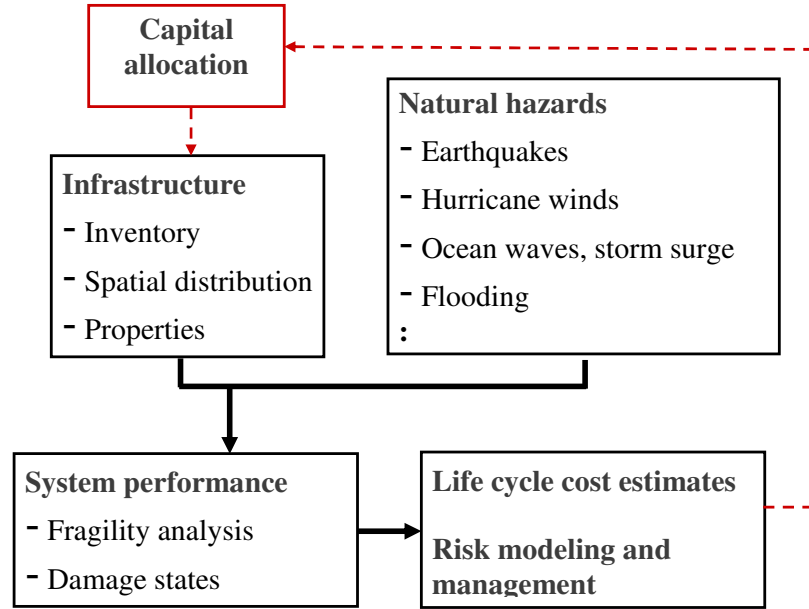 Capital
allocation
Natural hazards
- Earthquakes
- Hurricane winds
- Ocean waves, storm surge
- Flooding
:
Infrastructure
- Inventory
- Spatial distribution
- Properties
System performance
- Fragility analysis
- Damage states
Life cycle cost estimates
Risk modeling and
management